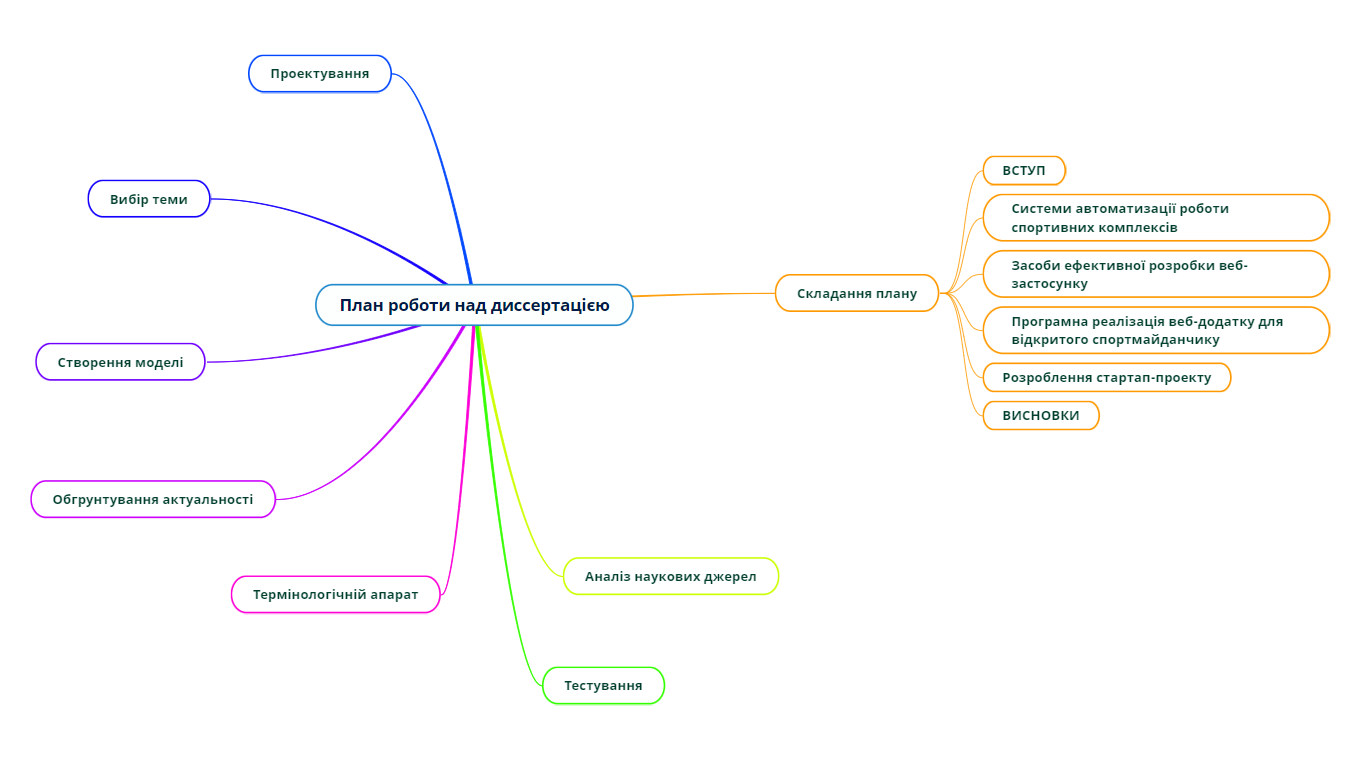 Проектування
Вибір теми
План роботи над диссертацією
Створення моделі
Обгрунтування актуальності
Термінологічній апарат
Аналіз наукових джерел
Тестування
Складання плану
ВСТУП
Системи автоматизації роботи
спортивних комплексів
Засоби ефективної розробки веб-
застосунку
Програмна реалізація веб-додатку для
відкритого спортмайданчику
Розроблення стартап-проекту
ВИСНОВКИ